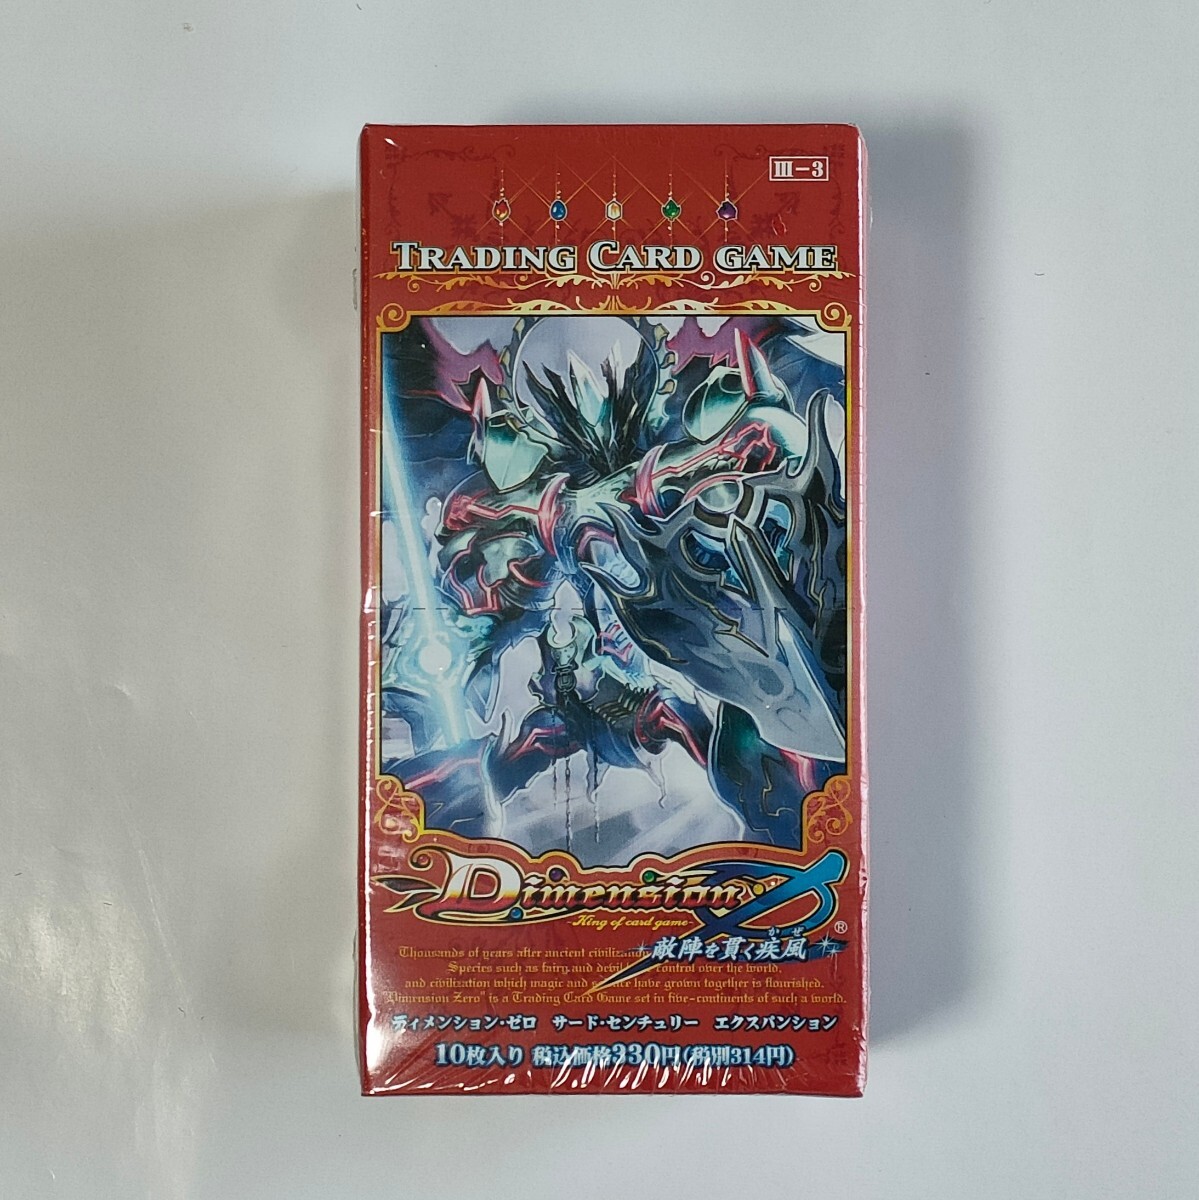 III-3
TRADING CARD GAME
Dimension Z ®
-King of card game-
かぜ
敵陣を貫く疾風
Thousands of years after ancient civilization
Species such as fairy and devil control over the world.
and civilization which magic and science have grown together is flourished.
"Dimension Zero" is a Trading Card Game set in five-continents of such a world.
ディメンション・ゼロ サード・センチュリー エクスパンション
10枚入り 税込価格330円(税別314円)